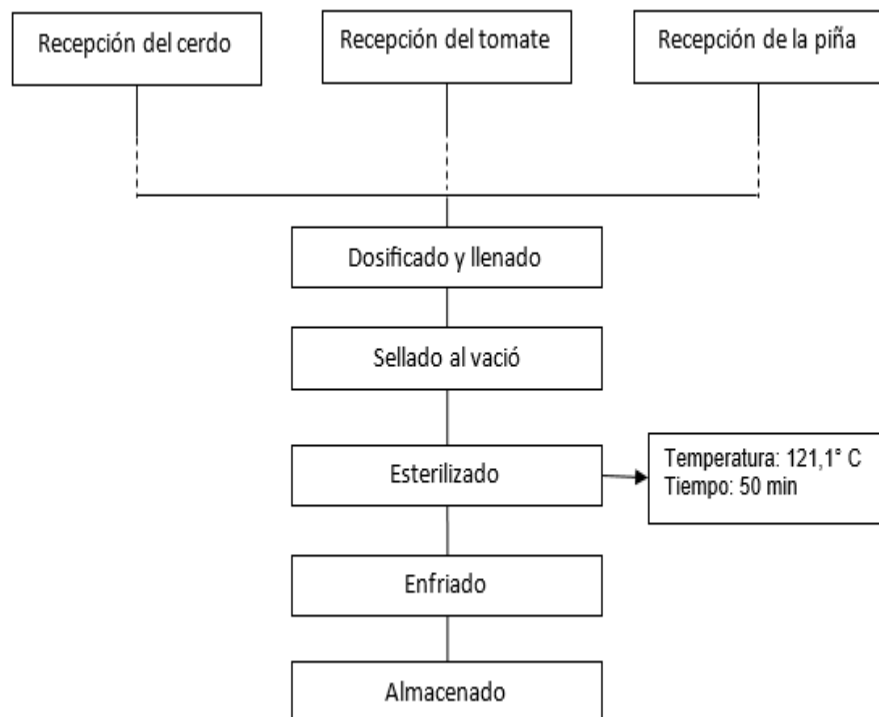 Recepción del cerdo
Recepción del tomate
Recepción de la piña
Dosificado y llenado
Sellado al vació
Esterilizado
Temperatura: 121,1° C
Tiempo: 50 min
Enfriado
Almacenado